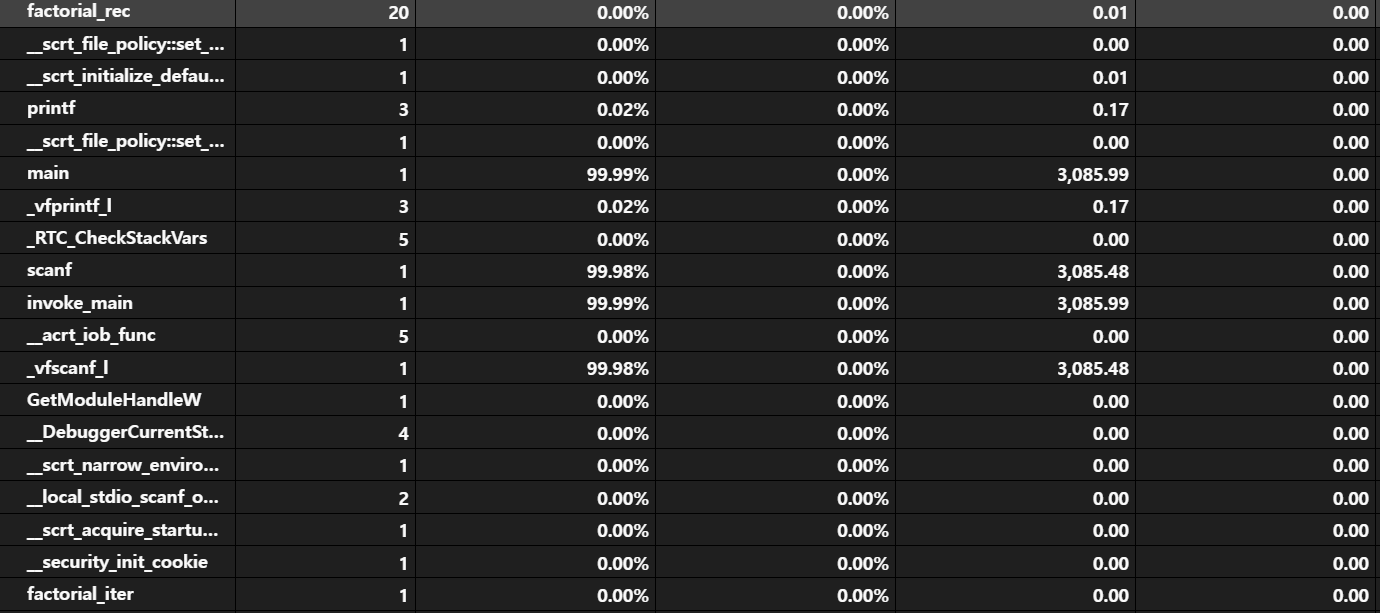 factorial_rec 20 0.00% 0.00% 0.01 0.00
__scrt_file_policy::set_... 1 0.00% 0.00% 0.00 0.00
__scrt_initialize_defau... 1 0.00% 0.00% 0.01 0.00
printf 3 0.02% 0.00% 0.17 0.00
__scrt_file_policy::set_... 1 0.00% 0.00% 0.00 0.00
main 1 99.99% 0.00% 3,085.99 0.00
_vfprintf_l 3 0.02% 0.00% 0.17 0.00
_RTC_CheckStackVars 5 0.00% 0.00% 0.00 0.00
scanf 1 99.98% 0.00% 3,085.48 0.00
invoke_main 1 99.99% 0.00% 3,085.99 0.00
__acrt_iob_func 5 0.00% 0.00% 0.00 0.00
_vfscanf_l 1 99.98% 0.00% 3,085.48 0.00
GetModuleHandleW 1 0.00% 0.00% 0.00 0.00
__DebuggerCurrentSt... 4 0.00% 0.00% 0.00 0.00
__scrt_narrow_enviro... 1 0.00% 0.00% 0.00 0.00
__local_stdio_scanf_o... 2 0.00% 0.00% 0.00 0.00
__scrt_acquire_startu... 1 0.00% 0.00% 0.00 0.00
__security_init_cookie 1 0.00% 0.00% 0.00 0.00
factorial_iter 1 0.00% 0.00% 0.00 0.00